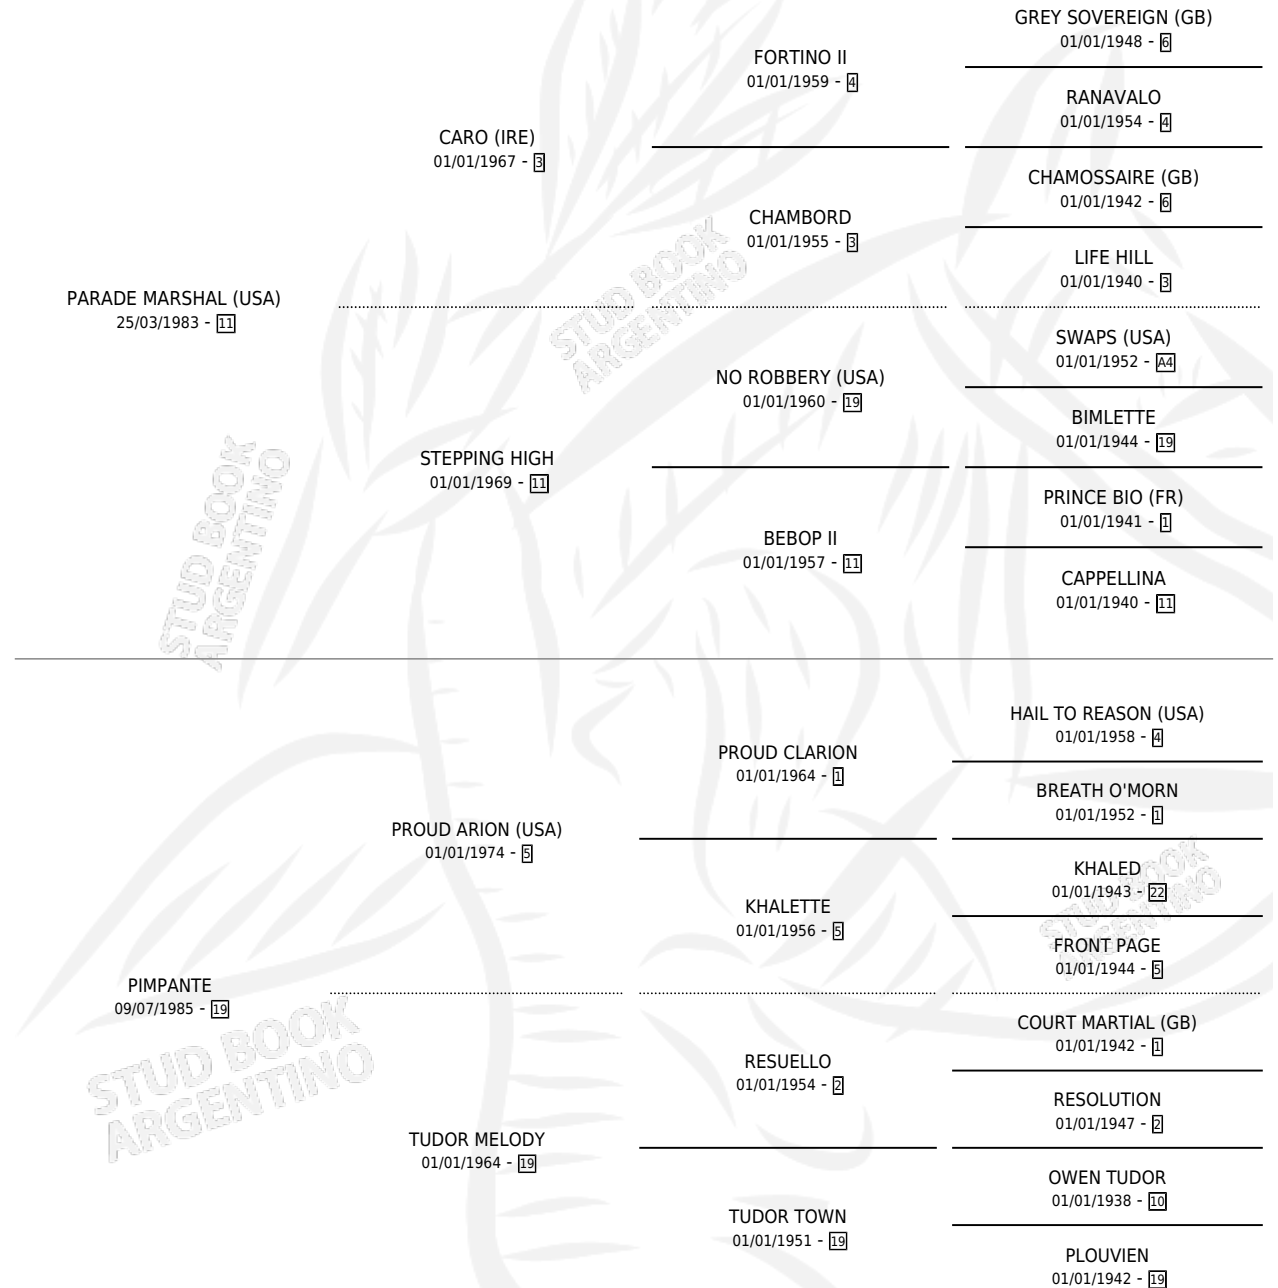 GREY SOVEREIGN (GB)
01/01/1948 - 6
FORTINO II
01/01/1959 - 4
RANAVALO
01/01/1954 - 4
CARO (IRE)
01/01/1967 - 3
CHAMOSSAIRE (GB)
01/01/1942 - 6
CHAMBORD
01/01/1955 - 3
LIFE HILL
01/01/1940 - 3
PARADE MARSHAL (USA)
25/03/1983 - 11
STUD BOOK
ARGENTINO
SWAPS (USA)
01/01/1952 - A4
NO ROBBERY (USA)
01/01/1960 - 19
BIMLETTE
01/01/1944 - 19
STEPPING HIGH
01/01/1969 - 11
PRINCE BIO (FR)
01/01/1941 - 1
BEBOP II
01/01/1957 - 11
CAPPELLINA
01/01/1940 - 11
STUD BOOK
ARGENTINO
HAIL TO REASON (USA)
01/01/1958 - 4
PROUD CLARION
01/01/1964 - 1
BREATH O'MORN
01/01/1952 - 1
PROUD ARION (USA)
01/01/1974 - 5
KHALED
01/01/1943 - 22
KHALETTE
01/01/1956 - 5
FRONT PAGE
01/01/1944 - 5
STUD BOOK
ARGENTINO
PIMPANTE
09/07/1985 - 19
STUD BOOK
ARGENTINO
COURT MARTIAL (GB)
01/01/1942 - 1
RESUELLO
01/01/1954 - 2
RESOLUTION
01/01/1947 - 2
TUDOR MELODY
01/01/1964 - 19
OWEN TUDOR
01/01/1938 - 10
TUDOR TOWN
01/01/1951 - 19
PLOUVIEN
01/01/1942 - 19